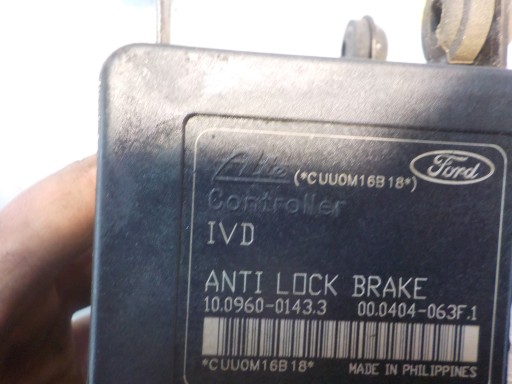 Ate (*CUU0M16B18*) Ford
Controller
IVD
ANTI LOCK BRAKE
10.0960-0143.3 00.0404-063F.1
*CUU0M16B18* MADE IN PHILIPPINES